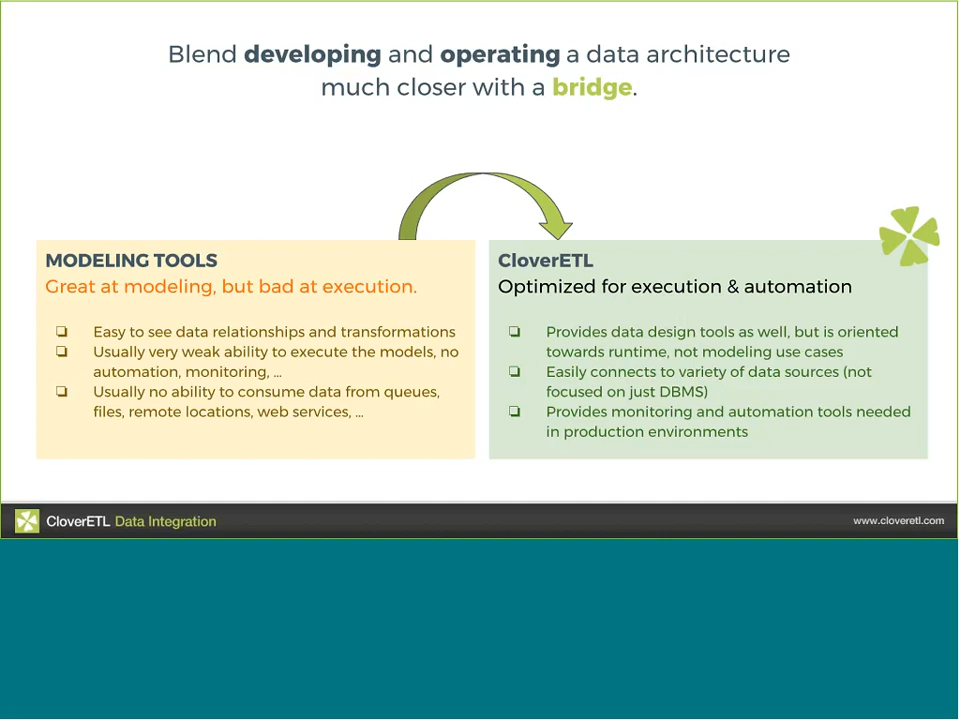 Blend developing and operating a data architecture
much closer with a bridge.
MODELING TOOLS
Great at modeling, but bad at execution.
❏ Easy to see data relationships and transformations
❏ Usually very weak ability to execute the models, no
automation, monitoring, ...
❏ Usually no ability to consume data from queues,
files, remote locations, web services, ...
CloverETL
Optimized for execution & automation
❏ Provides data design tools as well, but is oriented
towards runtime, not modeling use cases
❏ Easily connects to variety of data sources (not
focused on just DBMS)
❏ Provides monitoring and automation tools needed
in production environments
CloverETL Data Integration
www.cloveretl.com